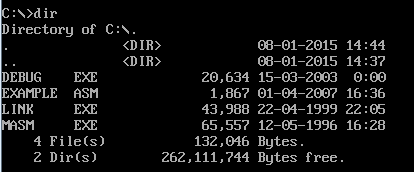 C:\>dir
Directory of C:\.
. <DIR> 08-01-2015 14:44
.. <DIR> 08-01-2015 14:37
DEBUG EXE 20,634 15-03-2003 0:00
EXAMPLE ASM 1,867 01-04-2007 16:36
LINK EXE 43,988 22-04-1999 22:05
MASM EXE 65,557 12-05-1996 16:28
4 File(s) 132,046 Bytes.
2 Dir(s) 262,111,744 Bytes free.